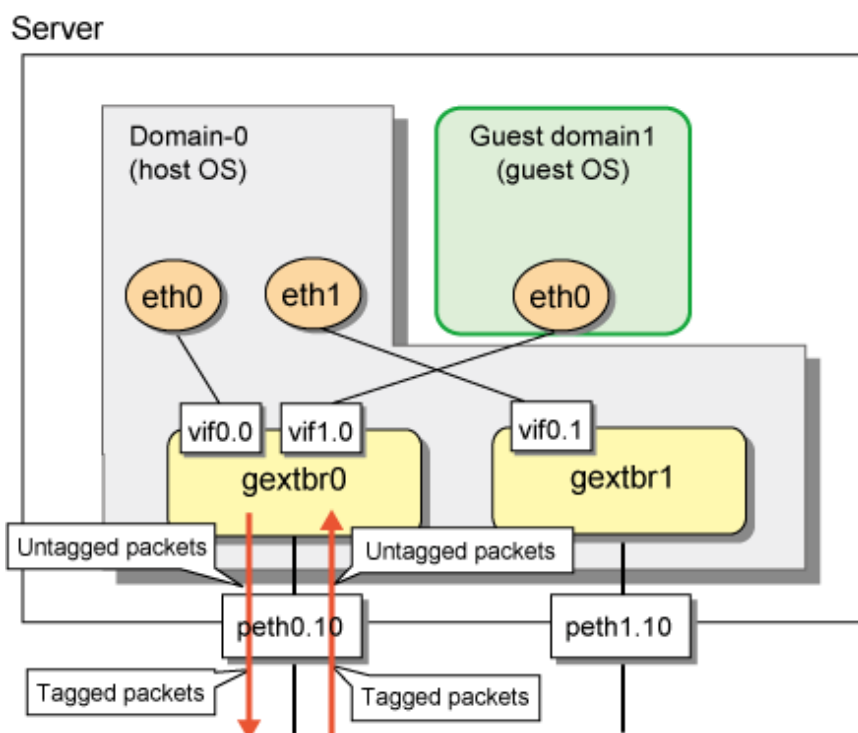 Server
Domain-0
(host OS)
Guest domain1
(guest OS)
eth0
eth1
eth0
vif0.0
vif1.0
vif0.1
gextbr0
gextbr1
Untagged packets
Untagged packets
peth0.10
peth1.10
Tagged packets
Tagged packets